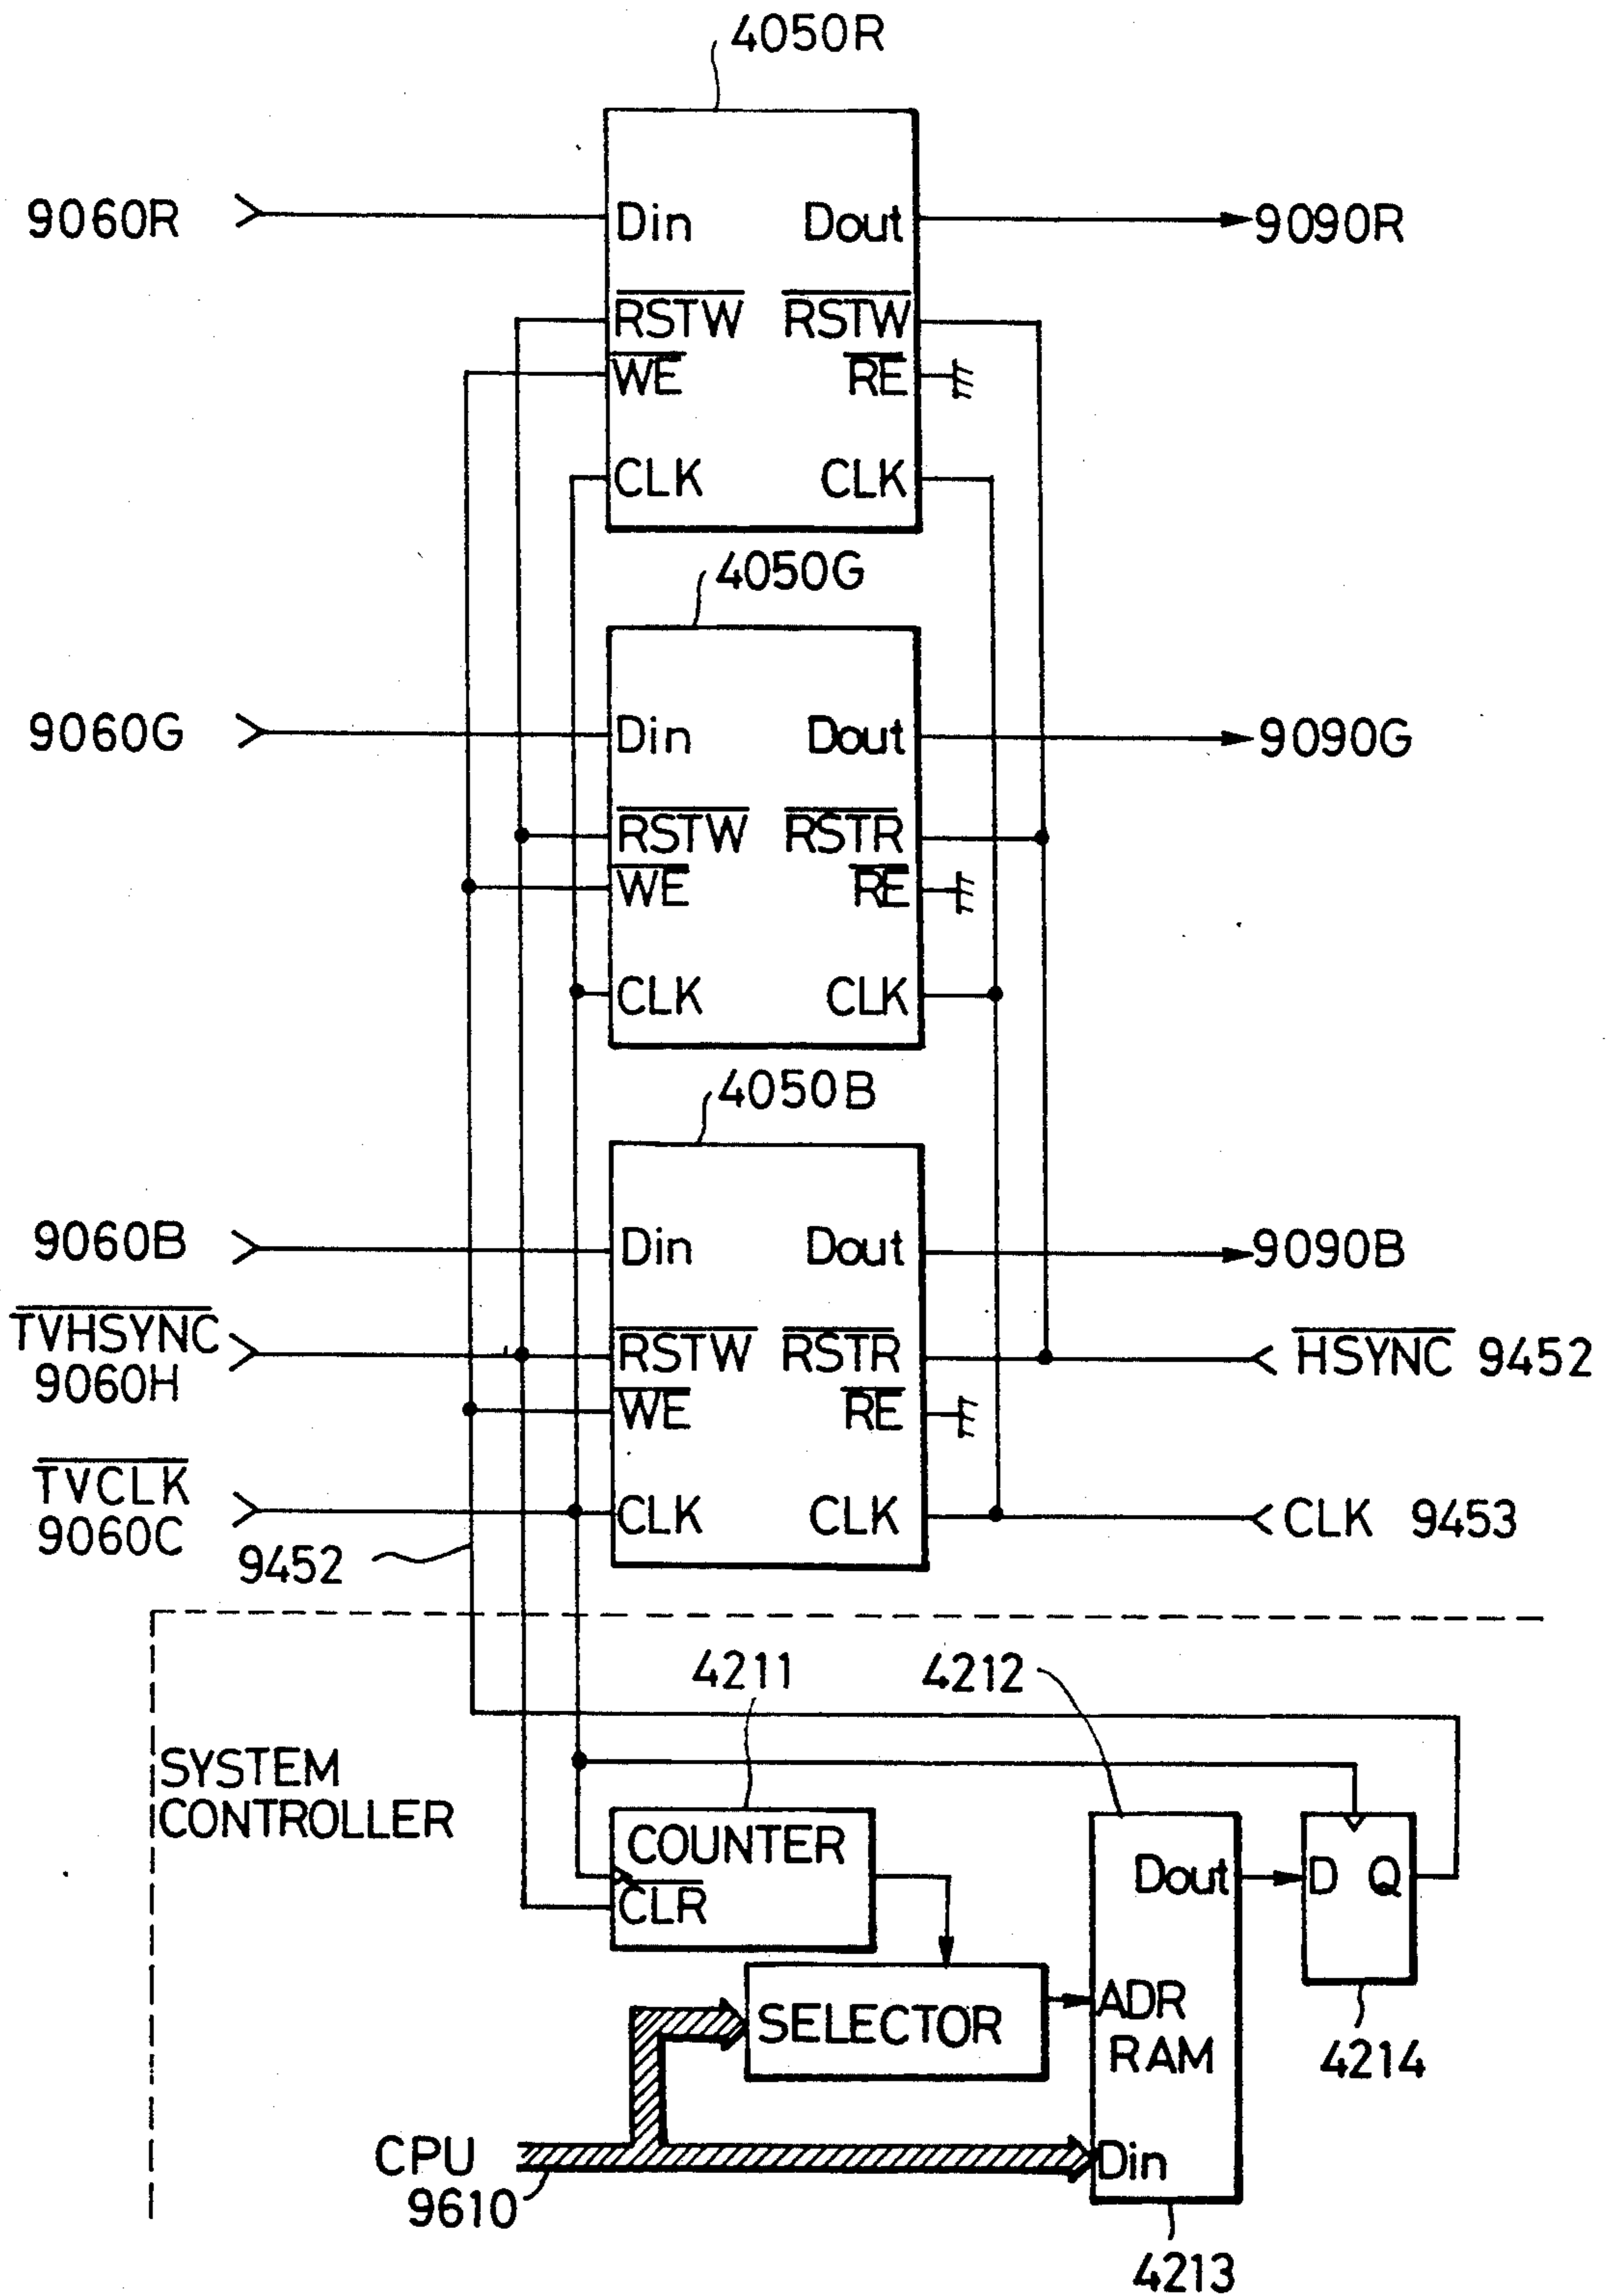 4050R
9060R
Din Dout
9090R
RSTW RSTW
WE RE
CLK CLK
4050G
9060G
Din Dout
9090G
RSTW RSTR
WE RE
CLK CLK
4050B
9060B
Din Dout
9090B
TVHSYNC
9060H
RSTW RSTR
HSYNC 9452
WE RE
TVCLK
9060C
CLK CLK
CLK 9453
9452
4211
4212
SYSTEM
CONTROLLER
COUNTER
CLR
Dout
D Q
SELECTOR
ADR
RAM
4214
CPU
9610
Din
4213